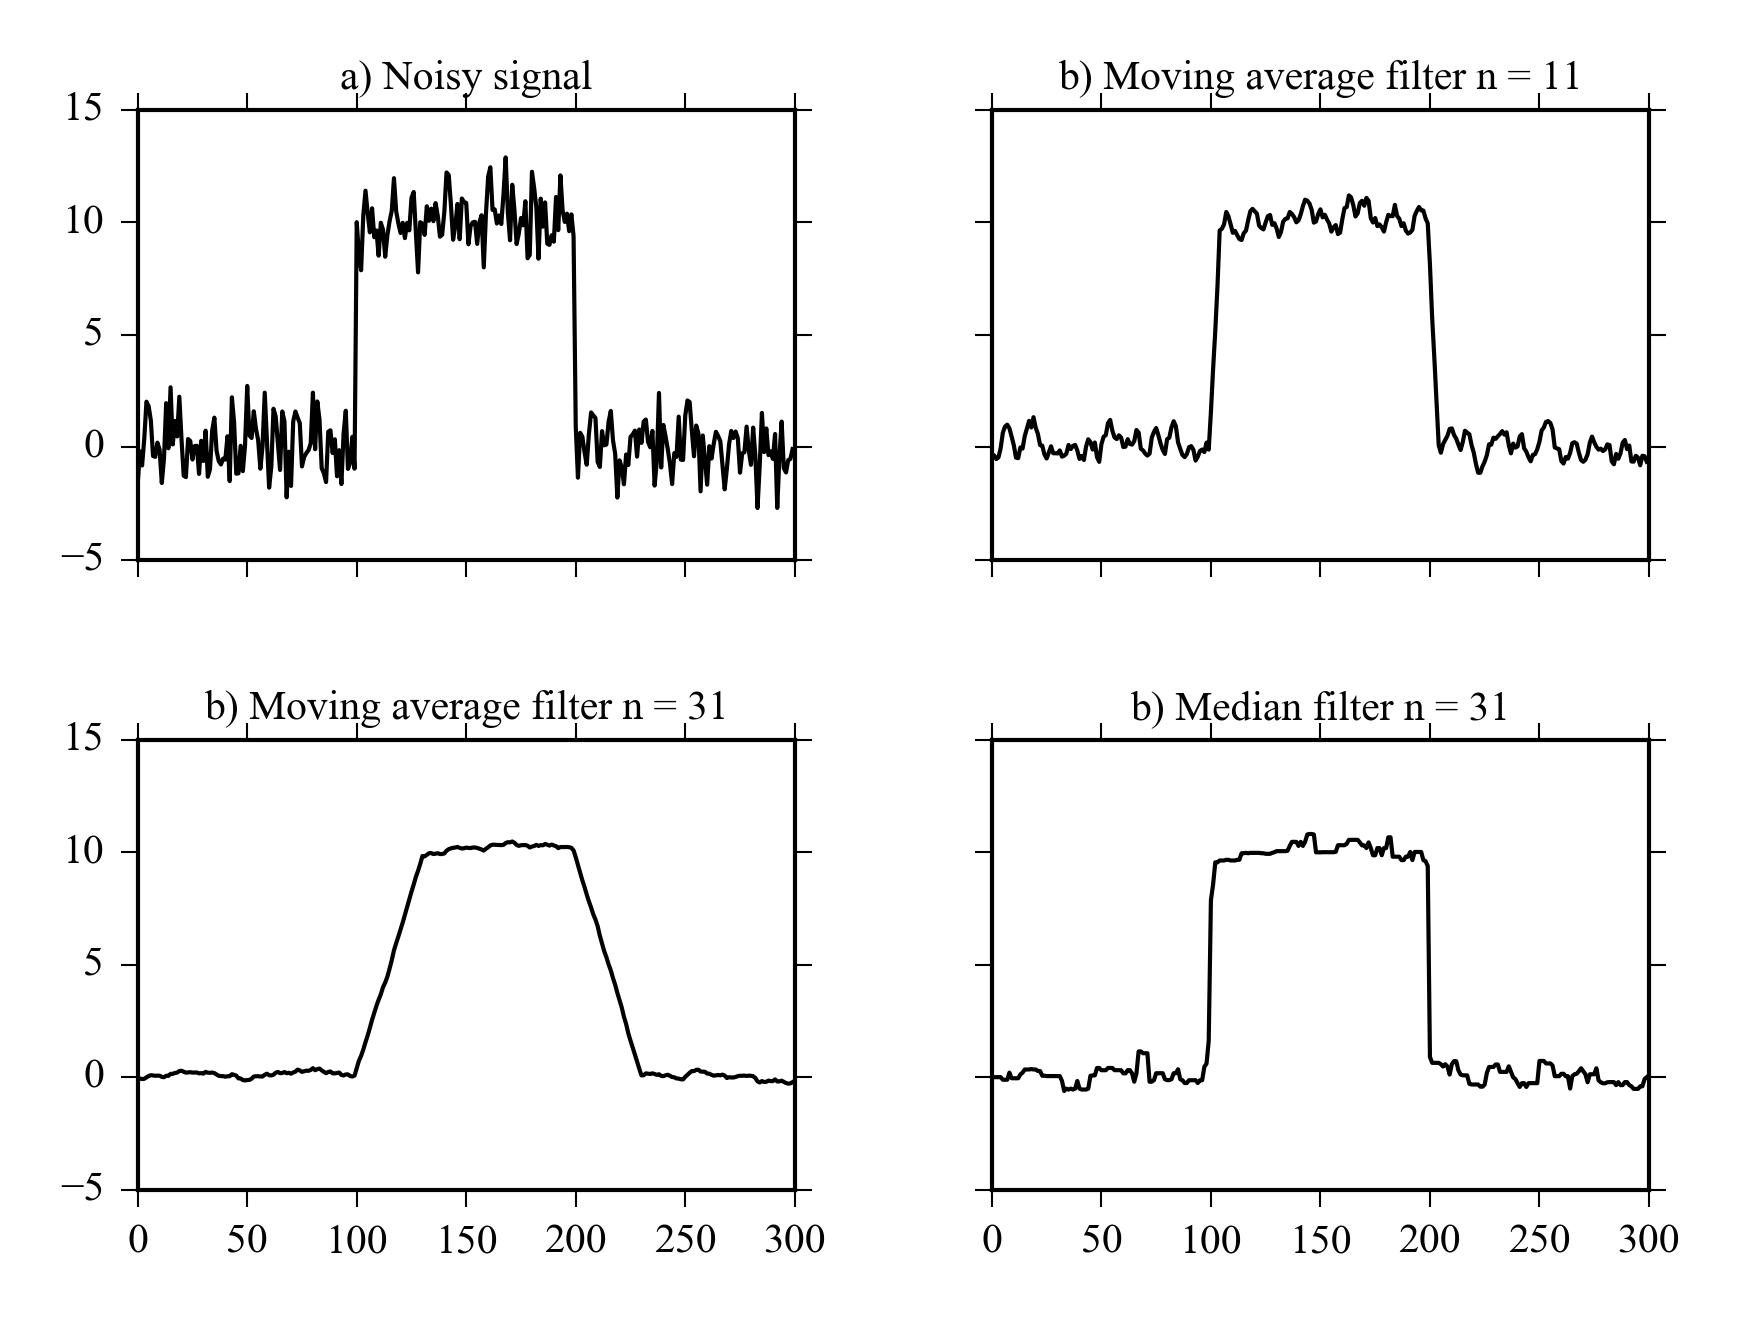 a) Noisy signal
15
10
5
0
−5
b) Moving average filter n = 11
b) Moving average filter n = 31
15
10
5
0
−5
0 50 100 150 200 250 300
b) Median filter n = 31
0 50 100 150 200 250 300